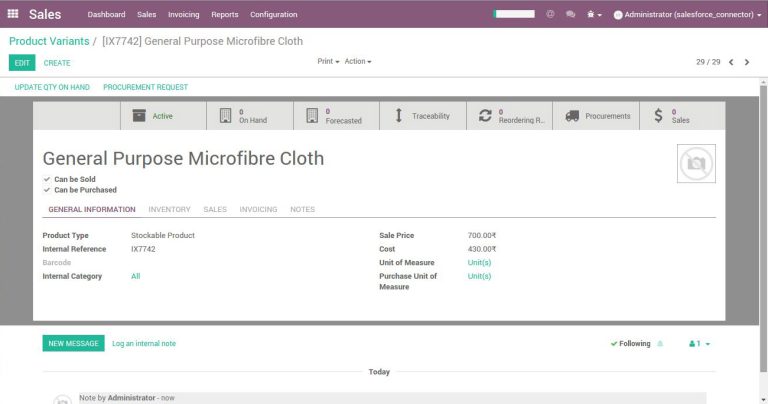 Sales Dashboard Sales Invoicing Reports Configuration @ Administrator (salesforce_connector)
Product Variants / [IX7742] General Purpose Microfibre Cloth
EDIT CREATE Print Action 29 / 29
UPDATE QTY ON HAND PROCUREMENT REQUEST
Active
0 On Hand
0 Forecasted
Traceability
0 Reordering R...
Procurements
0 Sales
General Purpose Microfibre Cloth
Can be Sold
Can be Purchased
GENERAL INFORMATION INVENTORY SALES INVOICING NOTES
Product Type Stockable Product Sale Price 700.00₹
Internal Reference IX7742 Cost 430.00₹
Barcode Unit of Measure Unit(s)
Internal Category All Purchase Unit of Unit(s)
Measure
NEW MESSAGE Log an internal note Following 1
Today
Note by Administrator - now